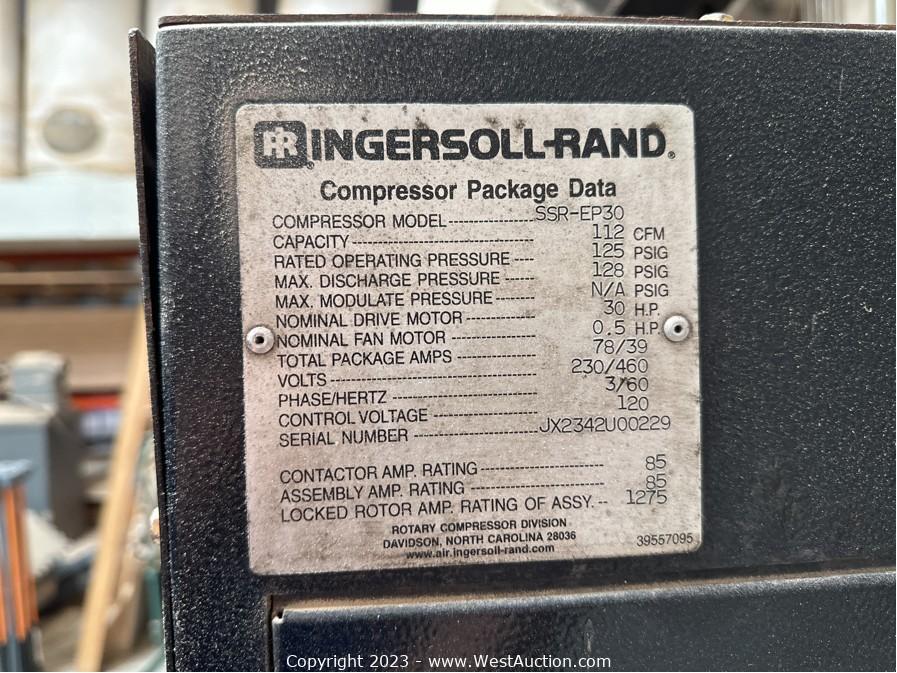 IR INGERSOLL-RAND®
Compressor Package Data
COMPRESSOR MODEL ---------------- SSR-EP30
CAPACITY ---------------- 112 CFM
RATED OPERATING PRESSURE ---- 125 PSIG
MAX. DISCHARGE PRESSURE ---- 128 PSIG
MAX. MODULATE PRESSURE ---- N/A PSIG
NOMINAL DRIVE MOTOR ---------------- 30 H.P.
NOMINAL FAN MOTOR ---------------- 0.5 H.P.
TOTAL PACKAGE AMPS ---------------- 78/39
VOLTS ---------------- 230/460
PHASE/HERTZ ---------------- 3/60
CONTROL VOLTAGE ---------------- 120
SERIAL NUMBER ---------------- JX2342U00229
CONTACTOR AMP. RATING ---------------- 85
ASSEMBLY AMP. RATING ---------------- 85
LOCKED ROTOR AMP. RATING OF ASSY. -- 1275
ROTARY COMPRESSOR DIVISION
DAVIDSON, NORTH CAROLINA 28036
www.air.ingersoll-rand.com
39557095
Copyright 2023 - www.WestAuction.com